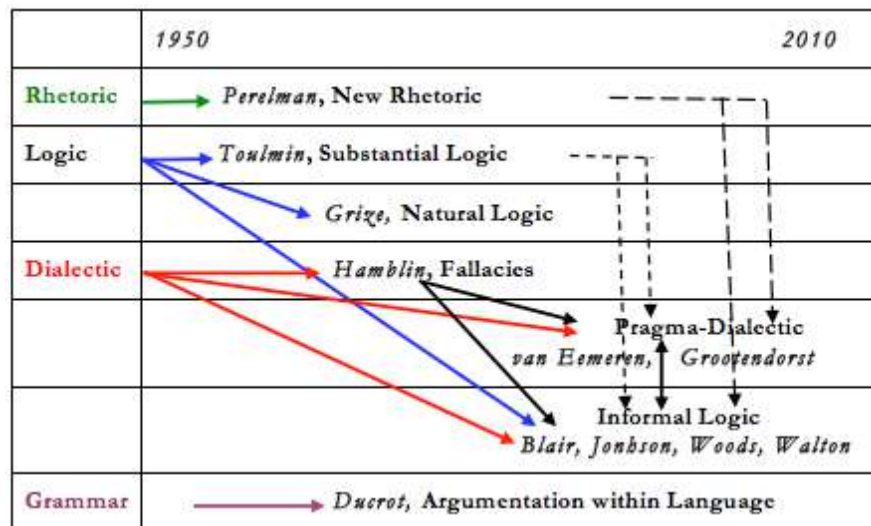 1950 2010
Rhetoric Perelman, New Rhetoric
Logic Toulmin, Substantial Logic
Grize, Natural Logic
Dialectic Hamblin, Fallacies
Pragma-Dialectic
van Eemeren, Grootendorst
Informal Logic
Blair, Jonhson, Woods, Walton
Grammar Ducrot, Argumentation within Language